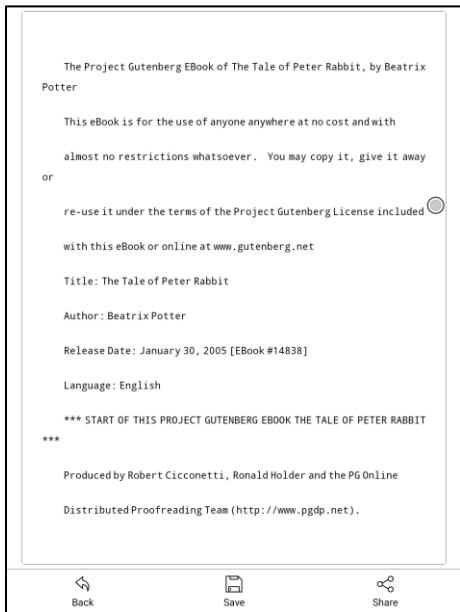 The Project Gutenberg EBook of The Tale of Peter Rabbit, by Beatrix
Potter
This eBook is for the use of anyone anywhere at no cost and with
almost no restrictions whatsoever.  You may copy it, give it away
or
re-use it under the terms of the Project Gutenberg License included
with this eBook or online at www.gutenberg.net
Title: The Tale of Peter Rabbit
Author: Beatrix Potter
Release Date: January 30, 2005 [EBook #14838]
Language: English
*** START OF THIS PROJECT GUTENBERG EBOOK THE TALE OF PETER RABBIT
***
Produced by Robert Cicconetti, Ronald Holder and the PG Online
Distributed Proofreading Team (http://www.pgdp.net).
Back Save Share